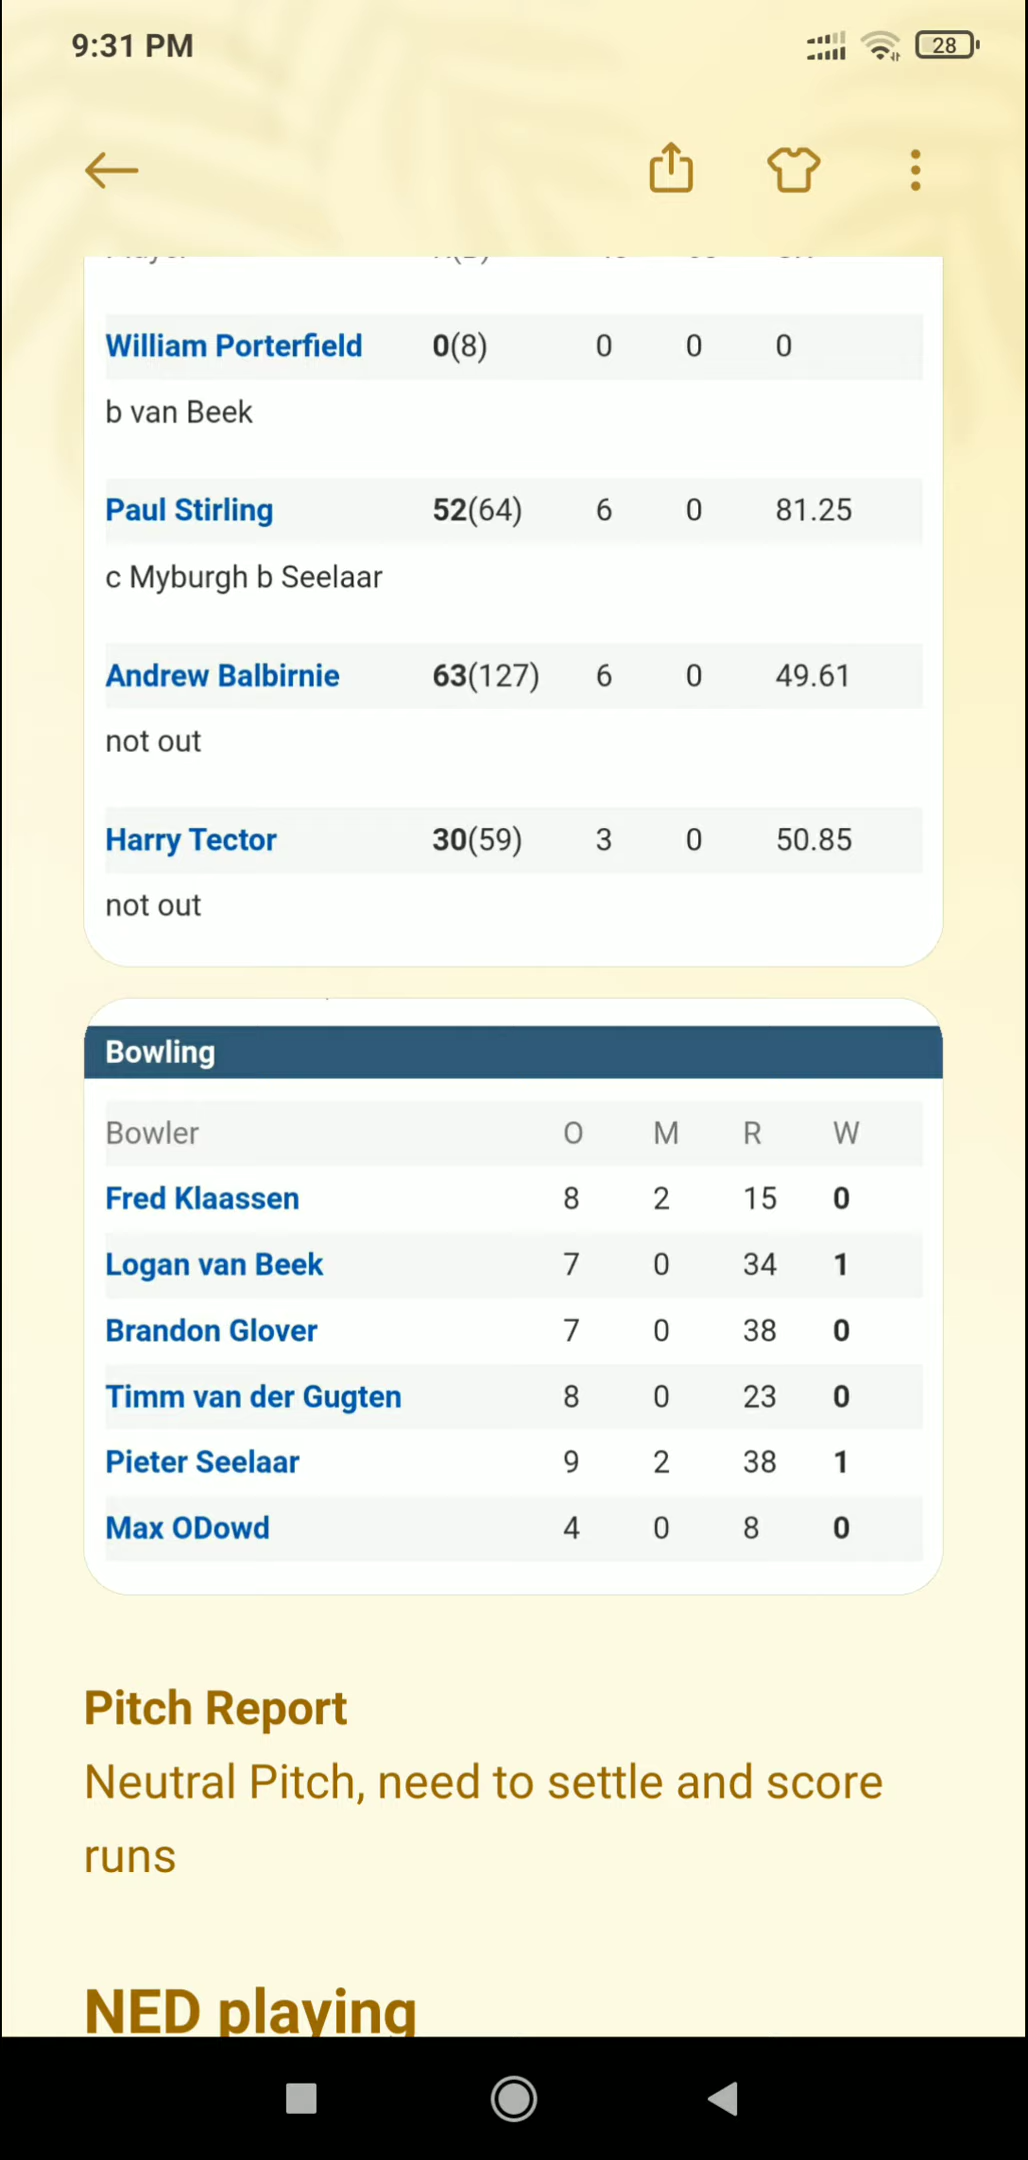 9:31 PM 28
William Porterfield 0(8) 0 0 0
b van Beek
Paul Stirling 52(64) 6 0 81.25
c Myburgh b Seelaar
Andrew Balbirnie 63(127) 6 0 49.61
not out
Harry Tector 30(59) 3 0 50.85
not out
Bowling
Bowler O M R W
Fred Klaassen 8 2 15 0
Logan van Beek 7 0 34 1
Brandon Glover 7 0 38 0
Timm van der Gugten 8 0 23 0
Pieter Seelaar 9 2 38 1
Max ODowd 4 0 8 0
Pitch Report
Neutral Pitch, need to settle and score
runs
NED playing